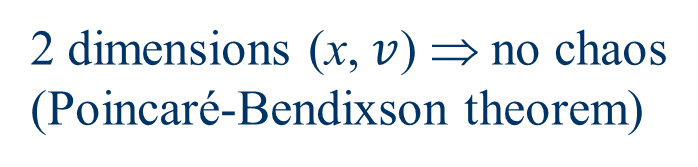 2 dimensions (x, v) ⇒ no chaos
(Poincaré-Bendixson theorem)